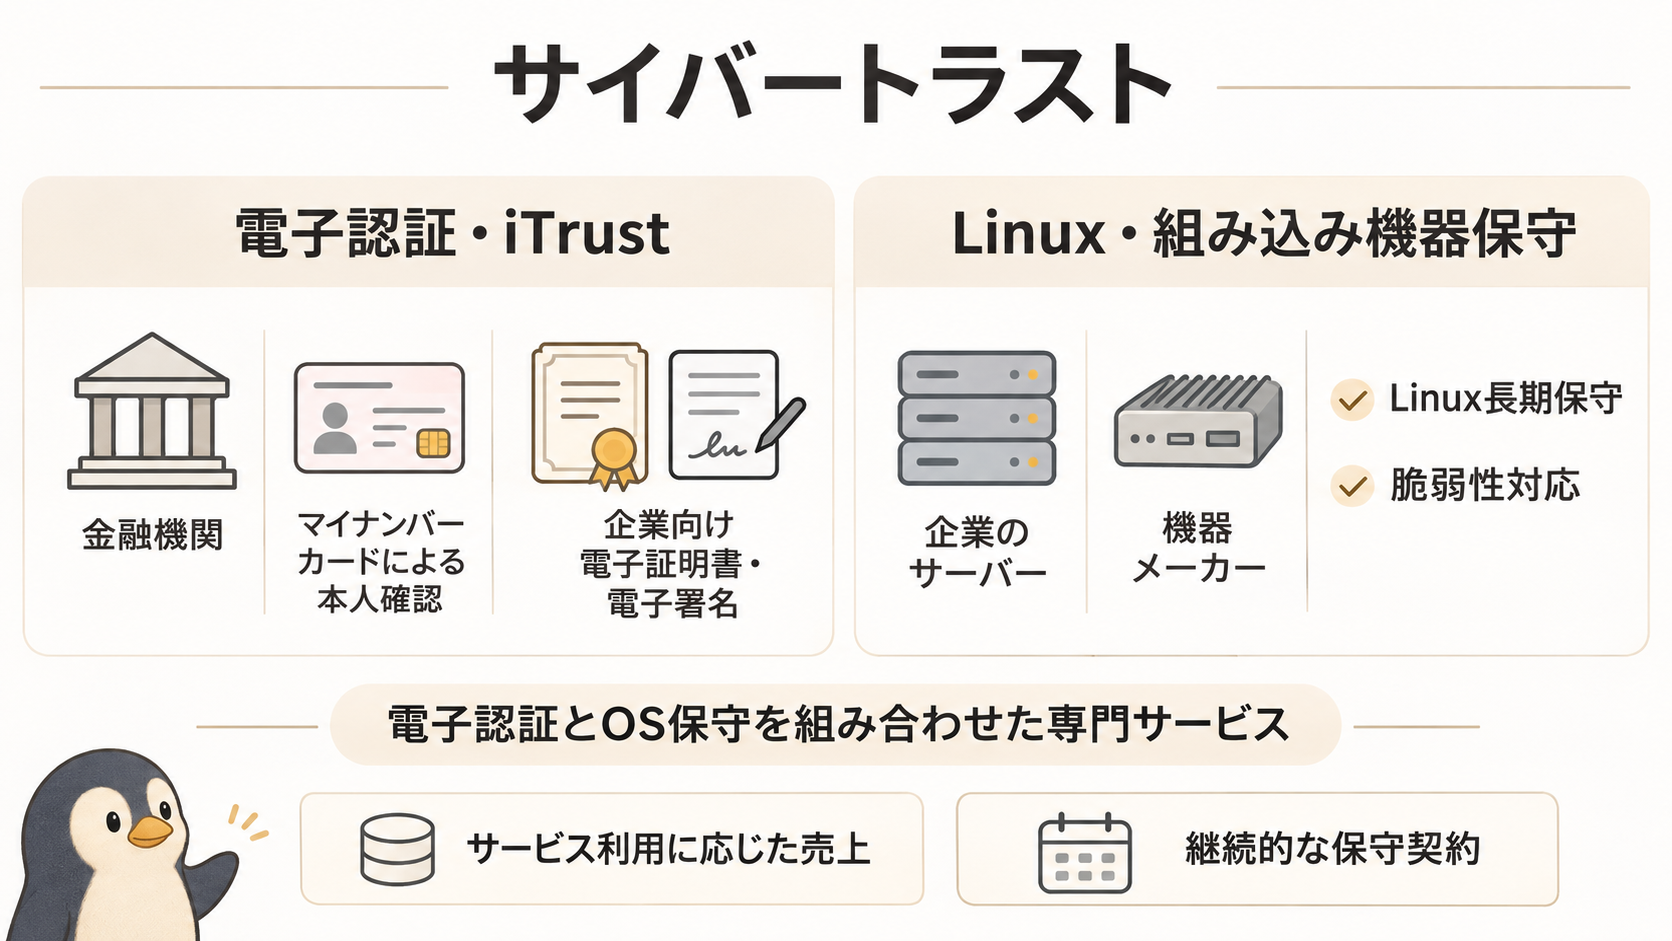 サイバートラスト
電子認証・iTrust
金融機関
マイナンバー
カードによる
本人確認
企業向け
電子証明書・
電子署名
Linux・組み込み機器保守
企業の
サーバー
機器
メーカー
Linux長期保守
脆弱性対応
電子認証とOS保守を組み合わせた専門サービス
サービス利用に応じた売上
継続的な保守契約